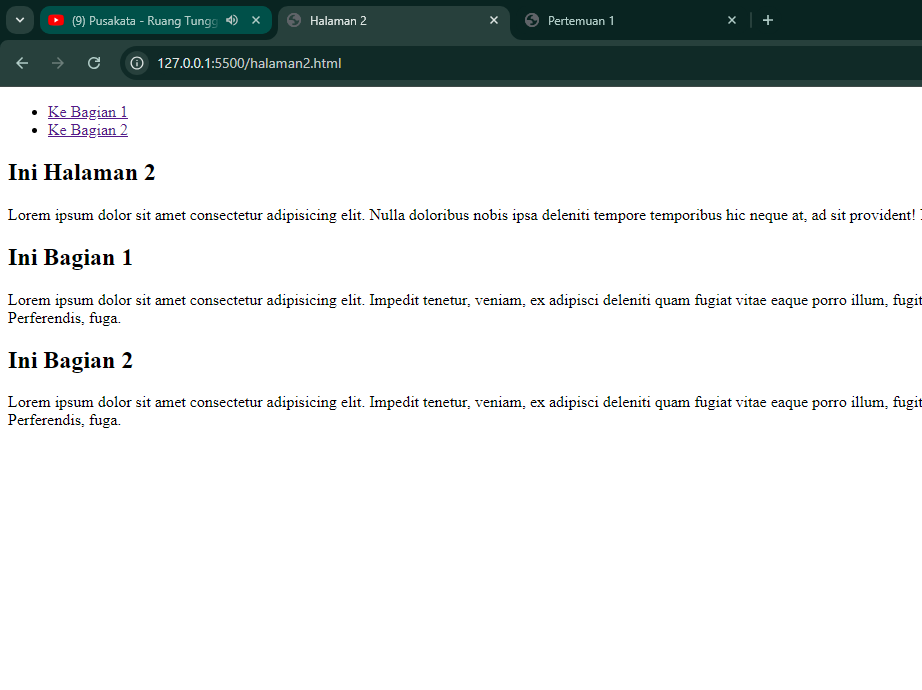 (9) Pusakata - Ruang Tungg
Halaman 2
Pertemuan 1
127.0.0.1:5500/halaman2.html
Ke Bagian 1
Ke Bagian 2
Ini Halaman 2
Lorem ipsum dolor sit amet consectetur adipisicing elit. Nulla doloribus nobis ipsa deleniti tempore temporibus hic neque at, ad sit provident!
Ini Bagian 1
Lorem ipsum dolor sit amet consectetur adipisicing elit. Impedit tenetur, veniam, ex adipisci deleniti quam fugiat vitae eaque porro illum, fugit
Perferendis, fuga.
Ini Bagian 2
Lorem ipsum dolor sit amet consectetur adipisicing elit. Impedit tenetur, veniam, ex adipisci deleniti quam fugiat vitae eaque porro illum, fugit
Perferendis, fuga.